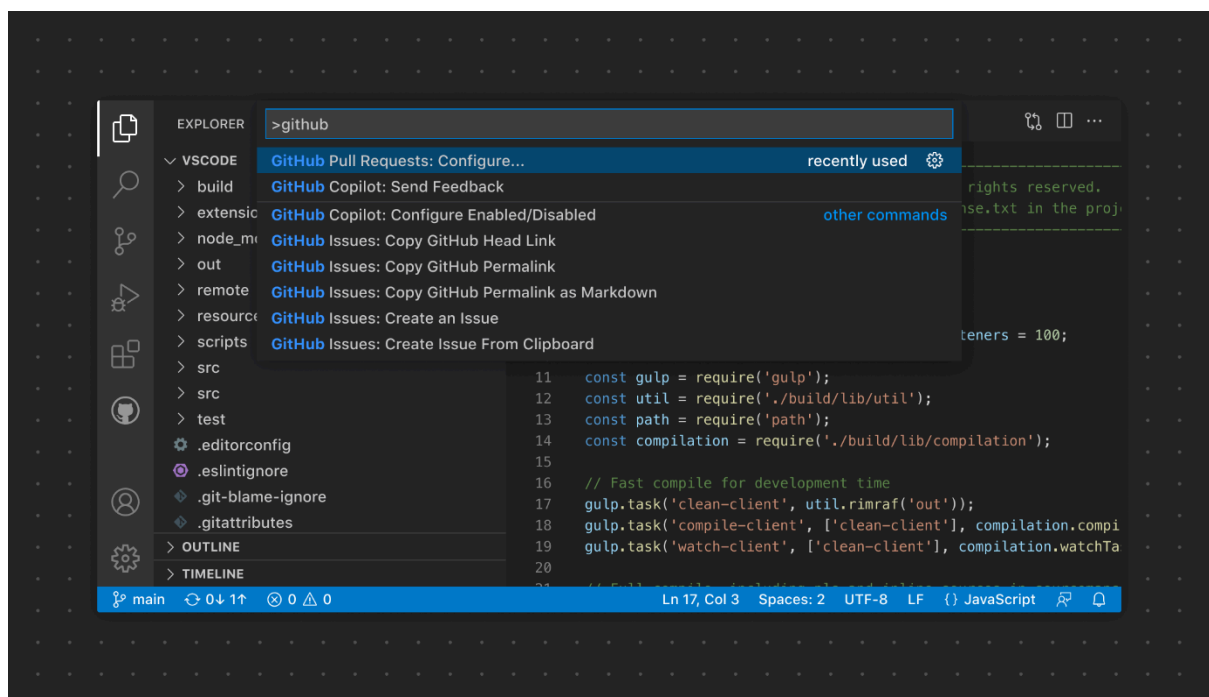 EXPLORER
>github
VSCODE
GitHub Pull Requests: Configure... recently used
build
GitHub Copilot: Send Feedback
rights reserved.
GitHub Copilot: Configure Enabled/Disabled other commands
in the
GitHub Issues: Copy GitHub Head Link
out
GitHub Issues: Copy GitHub Permalink
remote
GitHub Issues: Copy GitHub Permalink as Markdown
GitHub Issues: Create an Issue
scripts
GitHub Issues: Create Issue From Clipboard
= 100;
src
src
test
.editorconfig
.eslintignore
.git-blame-ignore
.gitattributes
OUTLINE
TIMELINE
11 const gulp = require('gulp');
12 const util = require('./build/lib/util');
13 const path = require('path');
14 const compilation = require('./build/lib/compilation');
15
16 // Fast compile for development time
17 gulp.task('clean-client', util.rimraf('out'));
18 gulp.task('compile-client', ['clean-client'], compilation.compi
19 gulp.task('watch-client', ['clean-client'], compilation.watchTa
20
main 0↓ 1↑ 0 0 Ln 17, Col 3 Spaces: 2 UTF-8 LF {} JavaScript